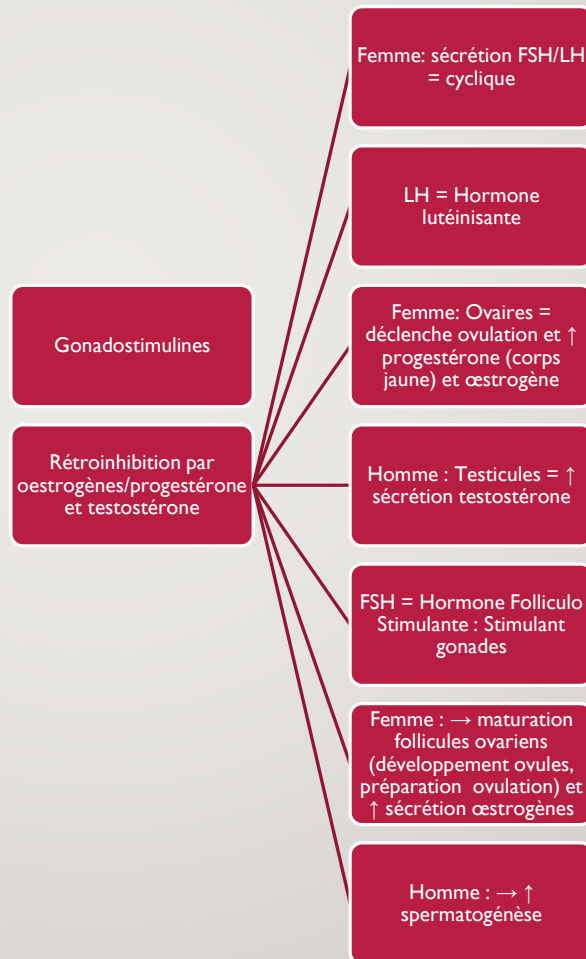 Femme: sécrétion FSH/LH
= cyclique
LH = Hormone
lutéinisante
Gonadostimulines
Femme: Ovaires =
déclenche ovulation et ↑
progestérone (corps
jaune) et œstrogène
Rétroinhibition par
oestrogènes/progestérone
et testostérone
Homme : Testicules = ↑
sécrétion testostérone
FSH = Hormone Folliculo
Stimulante : Stimulant
gonades
Femme : → maturation
follicules ovariens
(développement ovules,
préparation ovulation) et
↑ sécrétion œstrogènes
Homme : → ↑
spermatogénèse